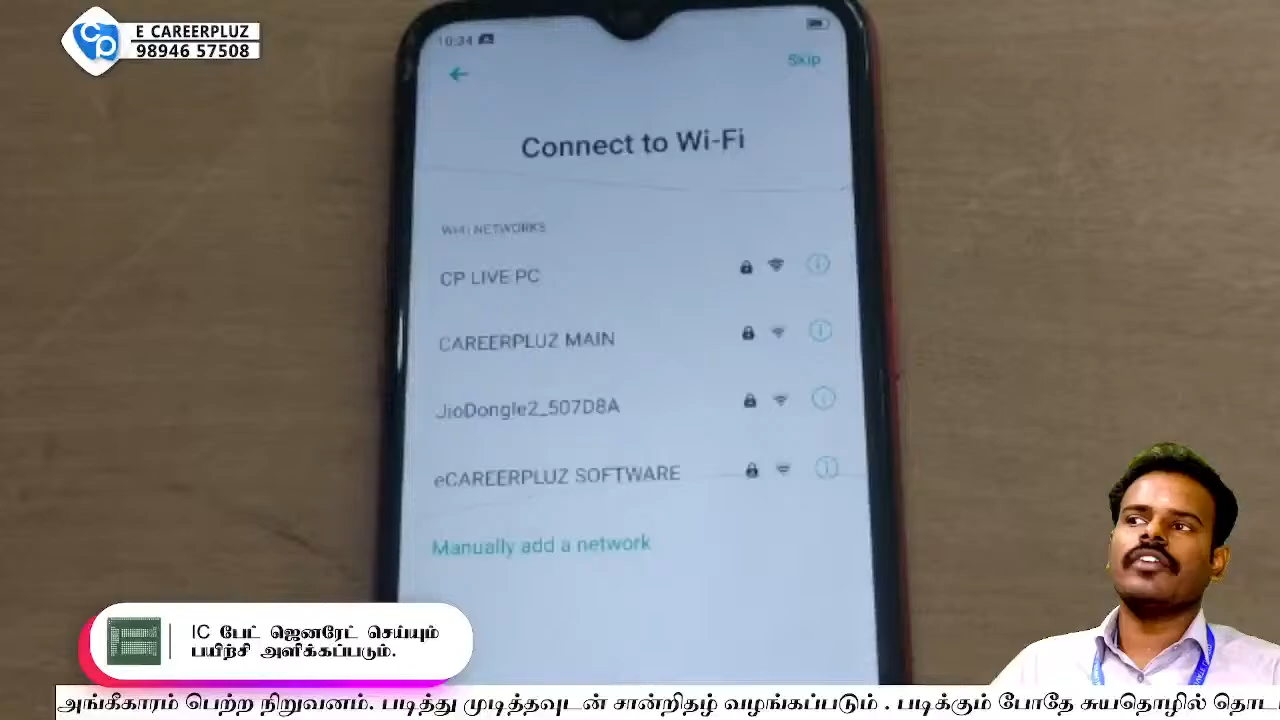 E CAREERPLUZ
98946 57508
10:34
Skip
Connect to Wi-Fi
WI-FI NETWORKS
CP LIVE PC
CAREERPLUZ MAIN
JioDongle2_507D8A
eCAREERPLUZ SOFTWARE
Manually add a network
IC பேட் ஜெனரேட் செய்யும்
பயிற்சி அளிக்கப்படும்.
அங்கீகாரம் பெற்ற நிறுவனம். படித்து முடித்தவுடன் சான்றிதழ் வழங்கப்படும் . படிக்கும் போதே சுயதொழில் தொட